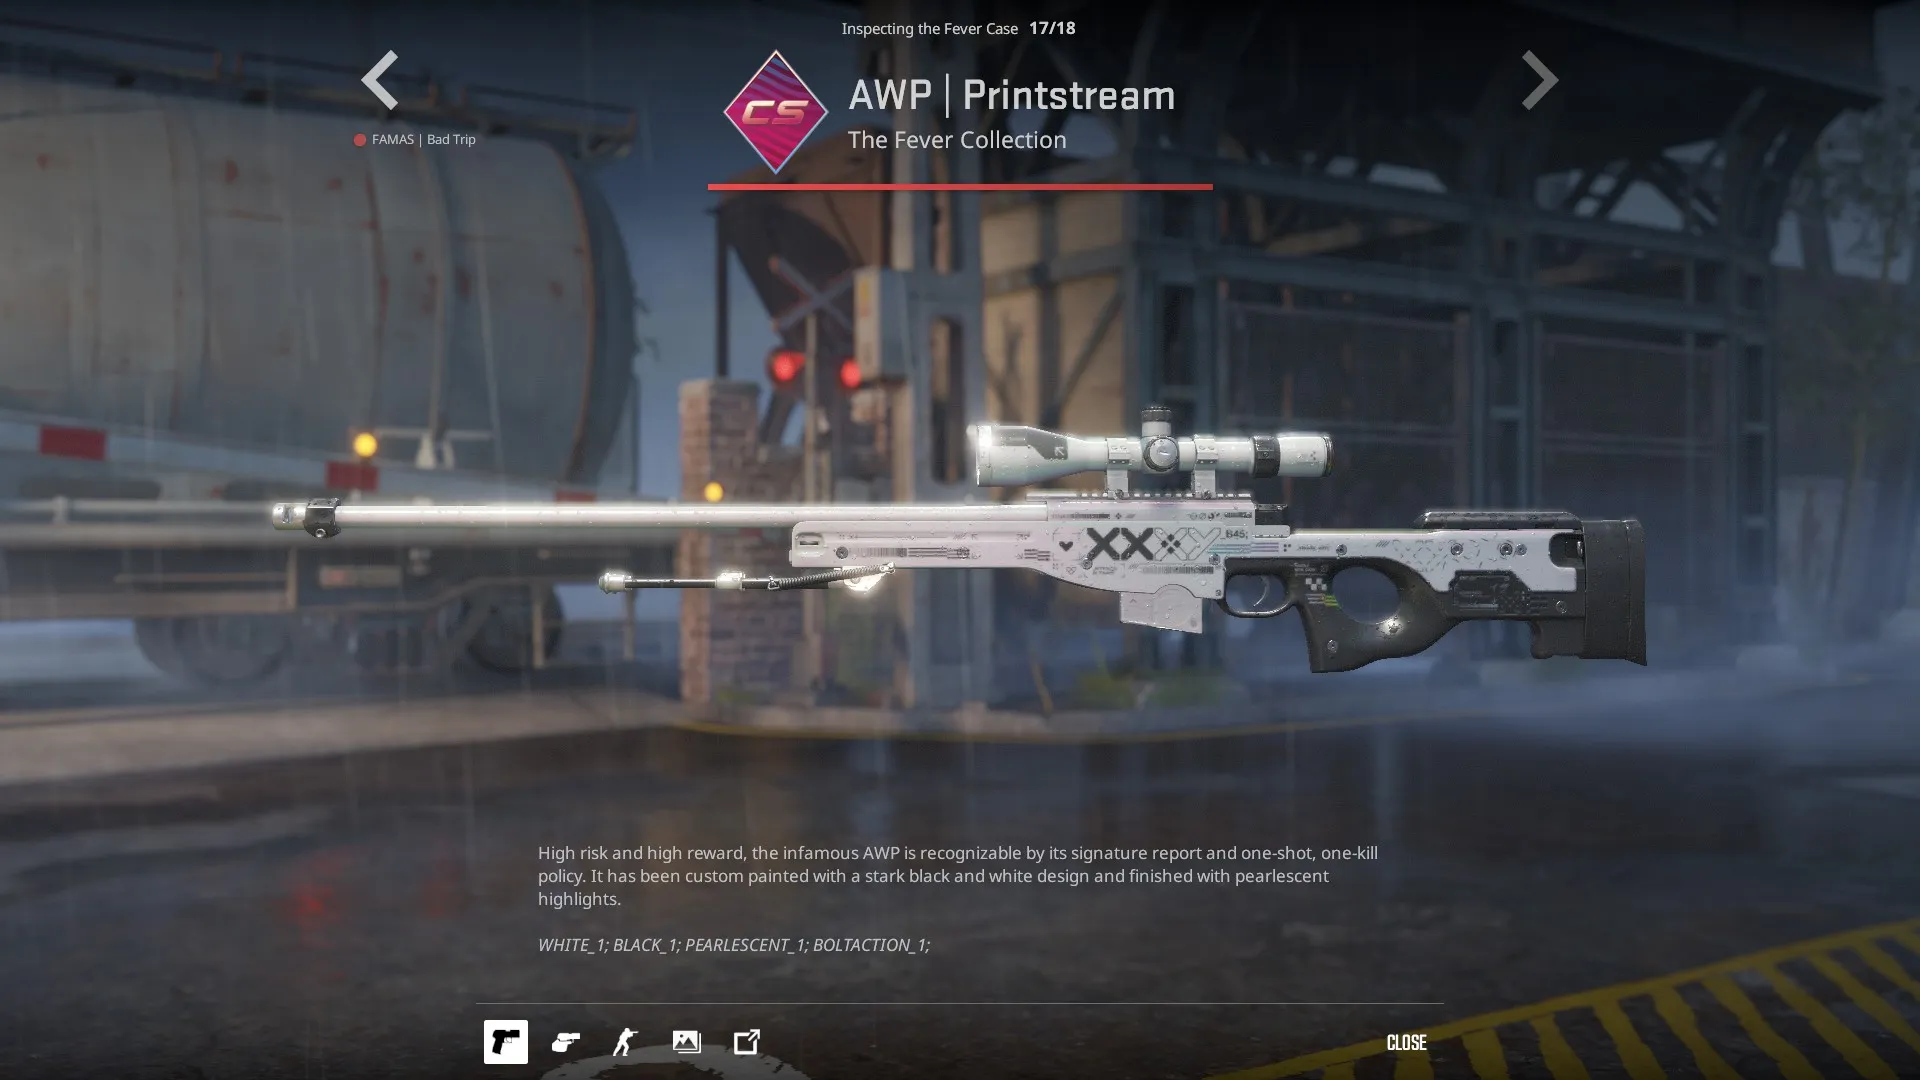 Inspecting the Fever Case 17/18
CS
AWP | Printstream
The Fever Collection
FAMAS | Bad Trip
XX
B45;
High risk and high reward, the infamous AWP is recognizable by its signature report and one-shot, one-kill
policy. It has been custom painted with a stark black and white design and finished with pearlescent
highlights.
WHITE_1; BLACK_1; PEARLESCENT_1; BOLTACTION_1;
CLOSE